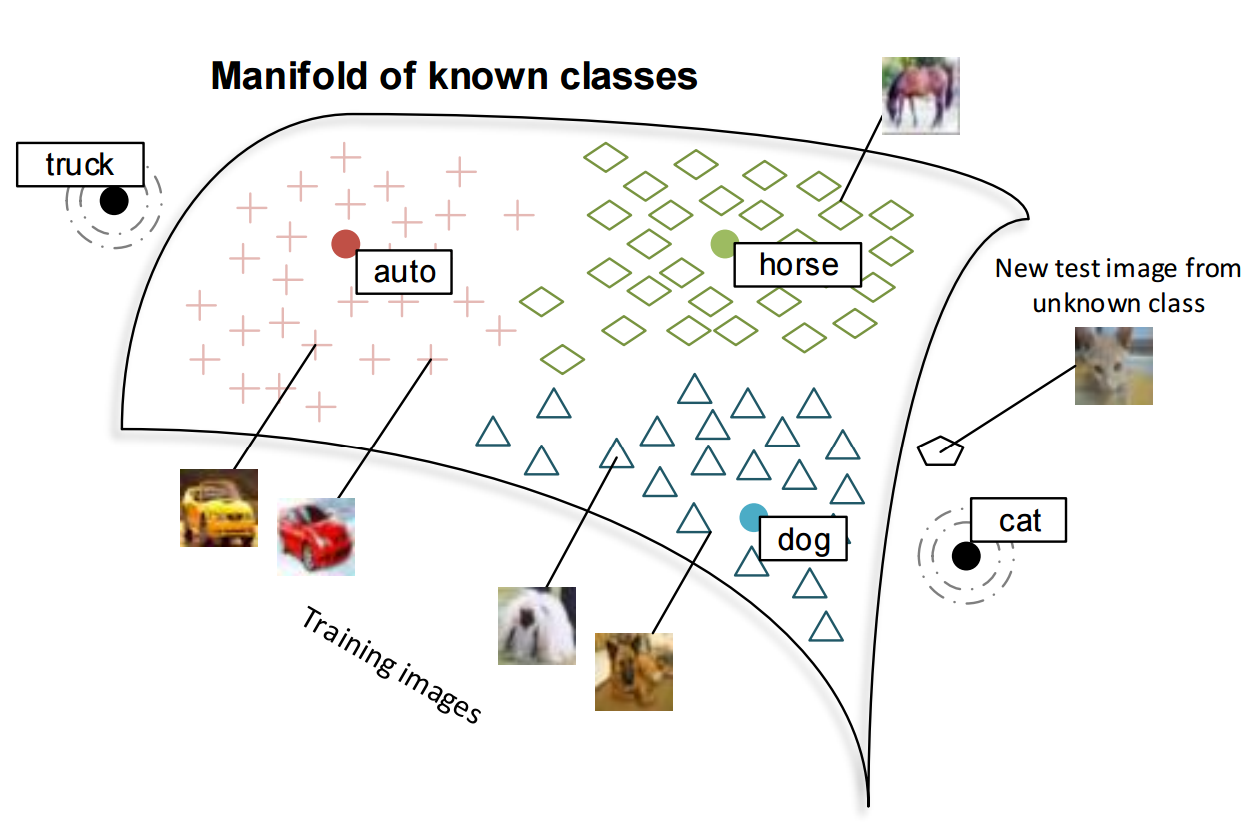 Manifold of known classes
truck
auto
horse
New test image from
unknown class
cat
dog
Training images